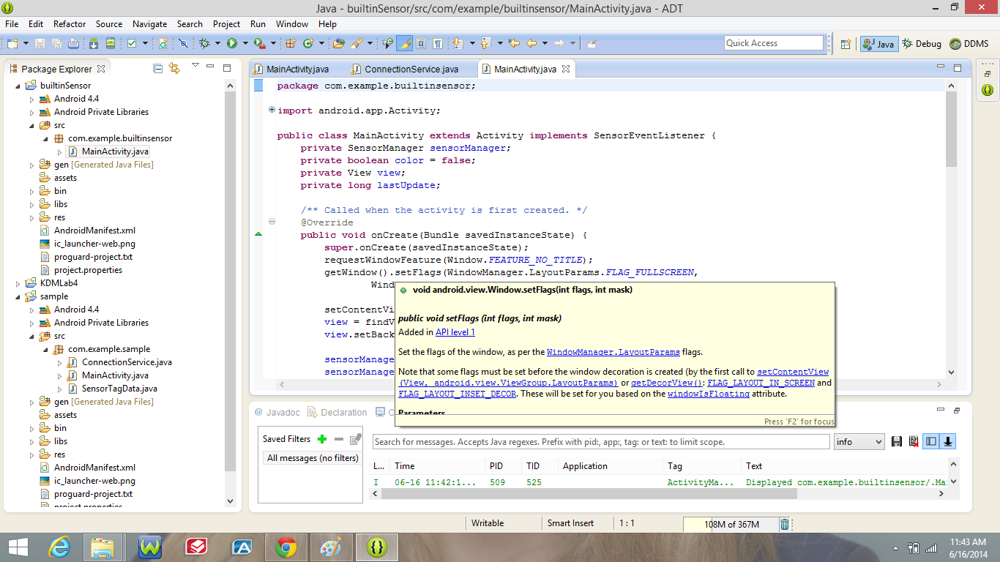 Java - builtinSensor/src/com/example/builtinsensor/MainActivity.java - ADT
File Edit Refactor Source Navigate Search Project Run Window Help
Quick Access
Java Debug DDMS
Package Explorer
builtinSensor
Android 4.4
Android Private Libraries
src
com.example.builtinsensor
MainActivity.java
gen [Generated Java Files]
assets
bin
libs
res
AndroidManifest.xml
ic_launcher-web.png
proguard-project.txt
project.properties
KDMLab4
sample
Android 4.4
Android Private Libraries
src
com.example.sample
ConnectionService.java
MainActivity.java
SensorTagData.java
gen [Generated Java Files]
assets
bin
libs
res
AndroidManifest.xml
ic_launcher-web.png
proguard-project.txt
project.properties
MainActivity.java ConnectionService.java MainActivity.java
package com.example.builtinsensor;
import android.app.Activity;
public class MainActivity extends Activity implements SensorEventListener {
private SensorManager sensorManager;
private boolean color = false;
private View view;
private long lastUpdate;
/** Called when the activity is first created. */
@Override
public void onCreate(Bundle savedInstanceState) {
super.onCreate(savedInstanceState);
requestWindowFeature(Window.FEATURE_NO_TITLE);
getWindow().setFlags(WindowManager.LayoutParams.FLAG_FULLSCREEN,
Wind
setContentVi
view = findV
view.setBack
sensorManage
sensorManage
void android.view.Window.setFlags(int flags, int mask)
public void setFlags (int flags, int mask)
Added in API level 1
Set the flags of the window, as per the WindowManager.LayoutParams flags.
Note that some flags must be set before the window decoration is created (by the first call to setContentView
(View, android.view.ViewGroup.LayoutParams) or getDecorView(): FLAG_LAYOUT_IN_SCREEN and
FLAG_LAYOUT_INSET_DECOR. These will be set for you based on the windowIsFloating attribute.
Parameters
Press 'F2' for focus
@ Javadoc Declaration C
Saved Filters
All messages (no filters)
Search for messages. Accepts Java regexes. Prefix with pid:, app:, tag: or text: to limit scope.
info
L... Time PID TID Application Tag Text
I 06-16 11:42:1... 509 525 ActivityMa... Displayed com.example.builtinsensor/.Mai
Writable Smart Insert 1 : 1 108M of 367M
11:43 AM
6/16/2014